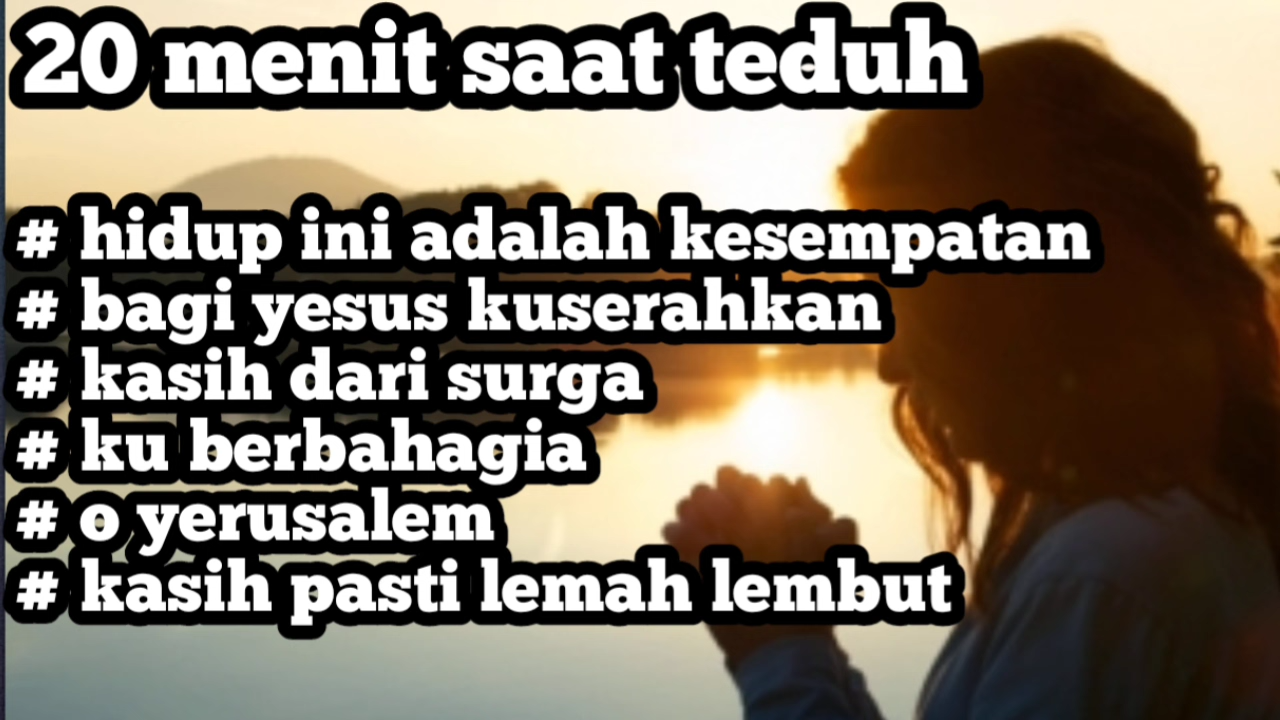 20 menit saat teduh
# hidup ini adalah kesempatan
# bagi yesus kuserahkan
# kasih dari surga
# ku berbahagia
# o yerusalem
# kasih pasti lemah lembut